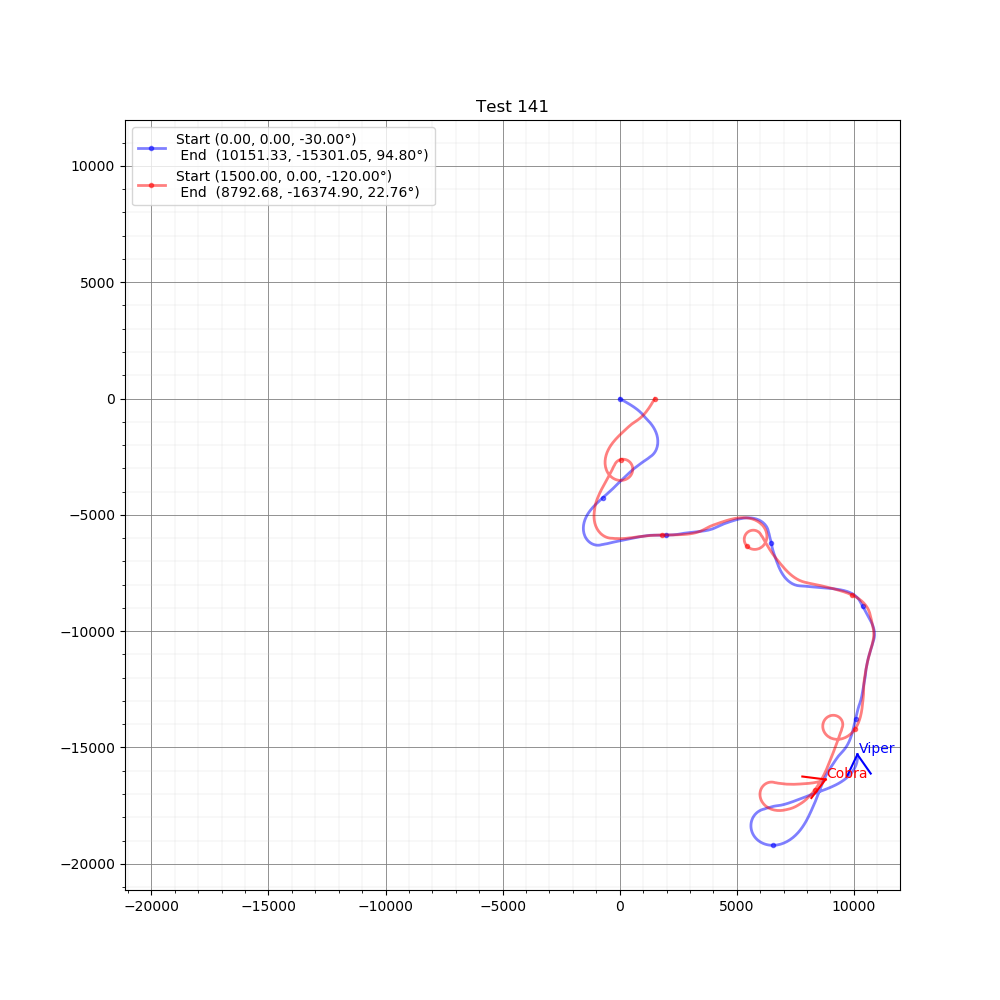 Test 141
Start (0.00, 0.00, -30.00°)
End (10151.33, -15301.05, 94.80°)
Start (1500.00, 0.00, -120.00°)
End (8792.68, -16374.90, 22.76°)
10000
5000
0
−5000
−10000
−15000
−20000
Viper
Cobra
−20000 −15000 −10000 −5000 0 5000 10000